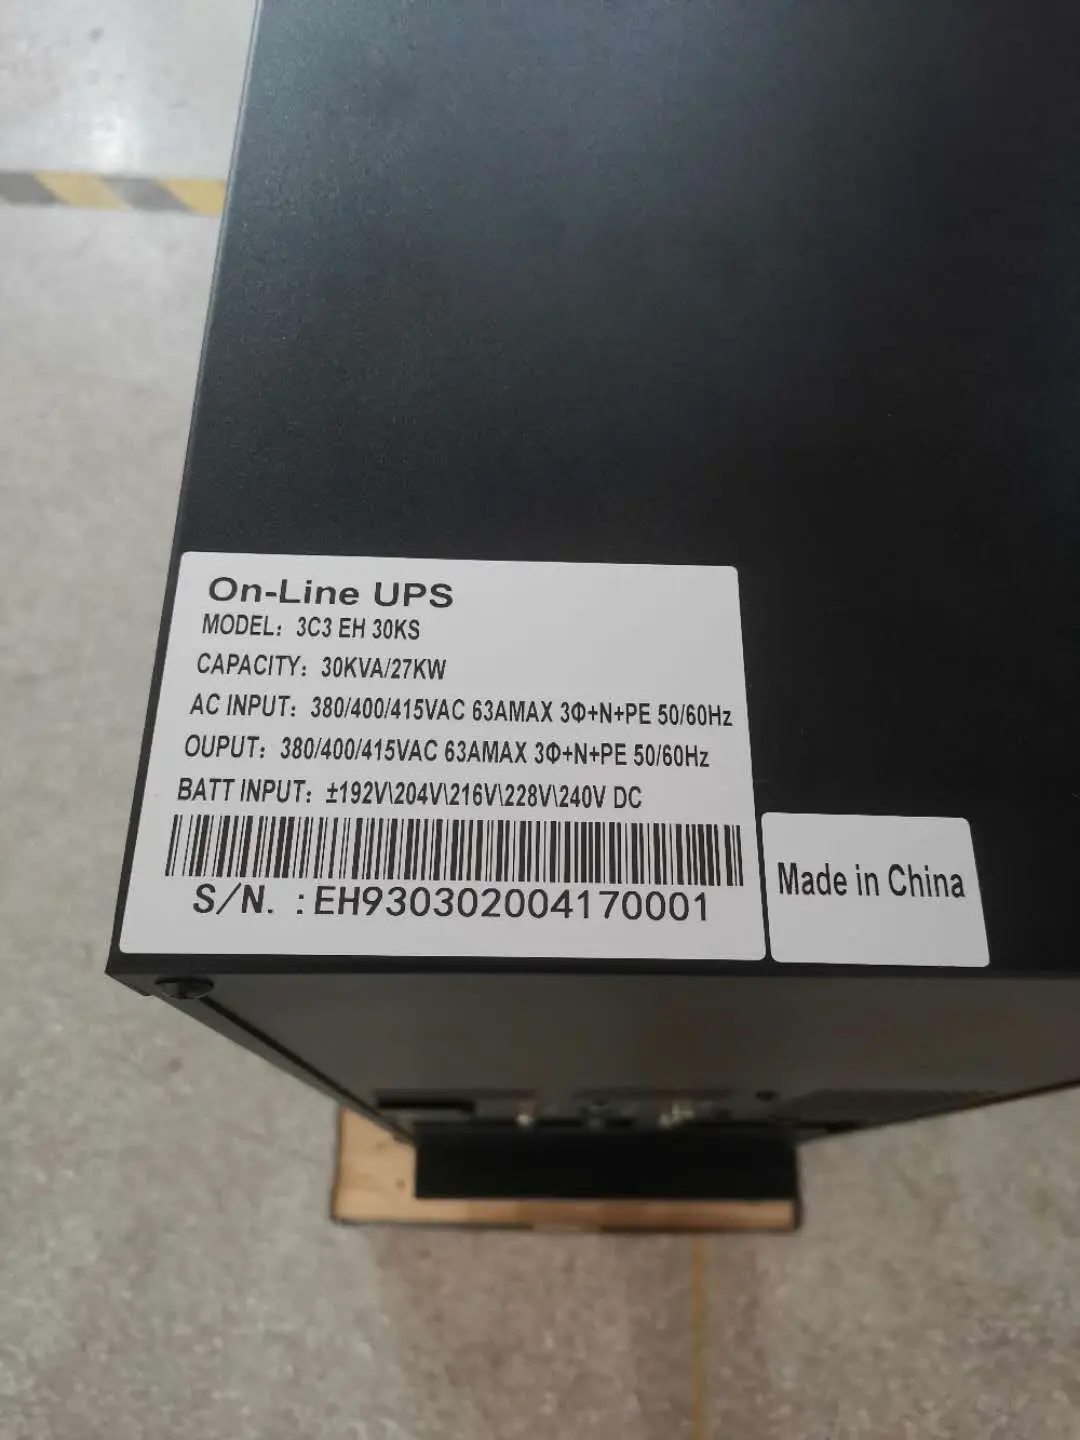 On-Line UPS
MODEL: 3C3 EH 30KS
CAPACITY: 30KVA/27KW
AC INPUT: 380/400/415VAC 63AMAX 3Φ+N+PE 50/60Hz
OUPUT: 380/400/415VAC 63AMAX 3Φ+N+PE 50/60Hz
BATT INPUT: ±192V\204V\216V\228V\240V DC
S/N. :EH930302004170001
Made in China